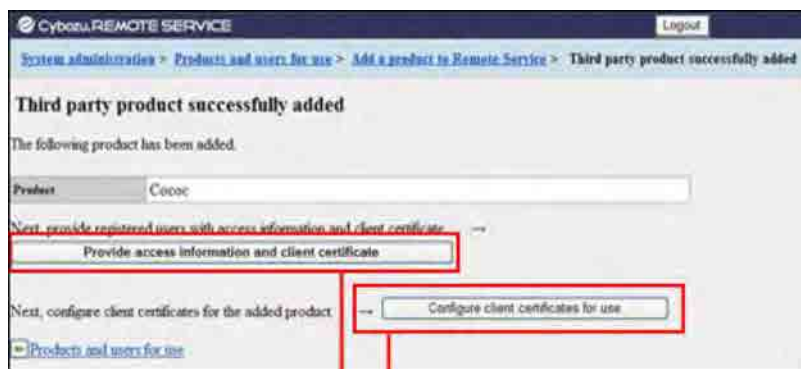 Cybozu.REMOTE SERVICE Logout
System administration > Products and users for use > Add a product to Remote Service > Third party product successfully added
Third party product successfully added
The following product has been added.
Product Cococ
Next, provide registered users with access information and client certificate. →
Provide access information and client certificate
Next, configure client certificates for the added product → Configure client certificates for use
Products and users for use